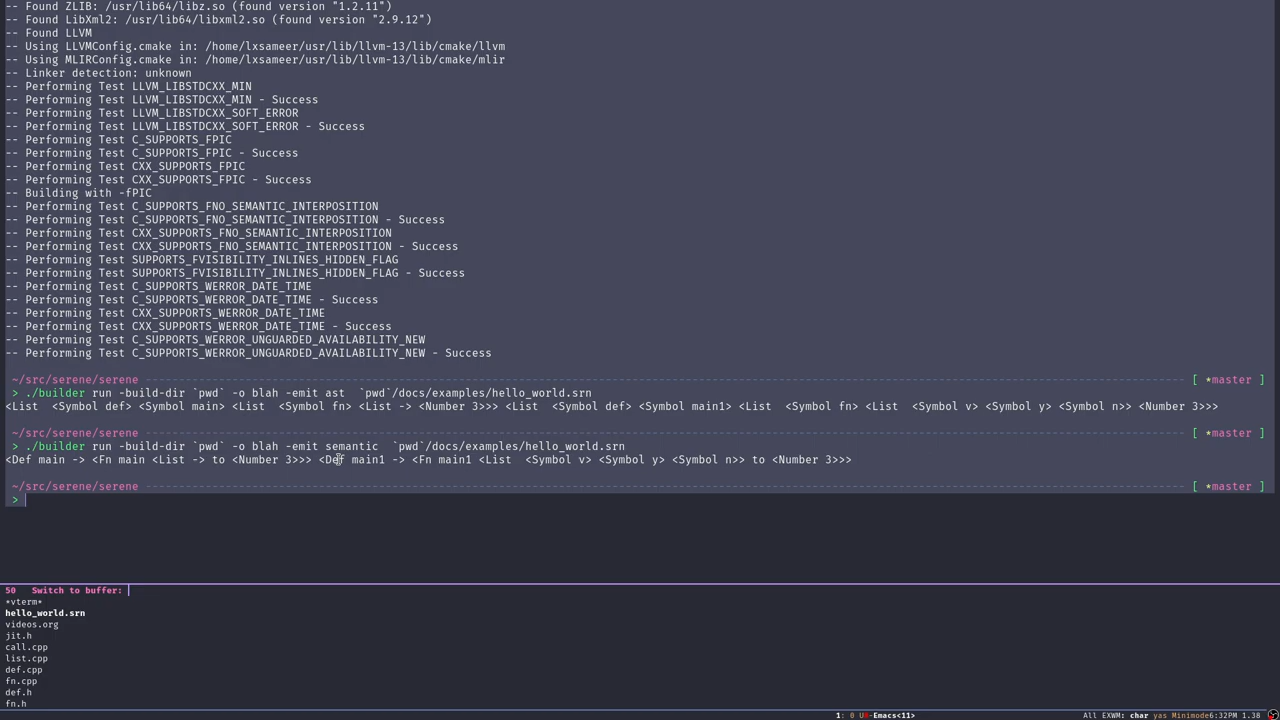 -- Found ZLIB: /usr/lib64/libz.so (found version "1.2.11")
-- Found LibXml2: /usr/lib64/libxml2.so (found version "2.9.12")
-- Found LLVM
-- Using LLVMConfig.cmake in: /home/lxsameer/usr/lib/llvm-13/lib/cmake/llvm
-- Using MLIRConfig.cmake in: /home/lxsameer/usr/lib/llvm-13/lib/cmake/mlir
-- Linker detection: unknown
-- Performing Test LLVM_LIBSTDCXX_MIN
-- Performing Test LLVM_LIBSTDCXX_MIN - Success
-- Performing Test LLVM_LIBSTDCXX_SOFT_ERROR
-- Performing Test LLVM_LIBSTDCXX_SOFT_ERROR - Success
-- Performing Test C_SUPPORTS_FPIC
-- Performing Test C_SUPPORTS_FPIC - Success
-- Performing Test CXX_SUPPORTS_FPIC
-- Performing Test CXX_SUPPORTS_FPIC - Success
-- Building with -fPIC
-- Performing Test C_SUPPORTS_FNO_SEMANTIC_INTERPOSITION
-- Performing Test C_SUPPORTS_FNO_SEMANTIC_INTERPOSITION - Success
-- Performing Test CXX_SUPPORTS_FNO_SEMANTIC_INTERPOSITION
-- Performing Test CXX_SUPPORTS_FNO_SEMANTIC_INTERPOSITION - Success
-- Performing Test SUPPORTS_FVISIBILITY_INLINES_HIDDEN_FLAG
-- Performing Test SUPPORTS_FVISIBILITY_INLINES_HIDDEN_FLAG - Success
-- Performing Test C_SUPPORTS_WERROR_DATE_TIME
-- Performing Test C_SUPPORTS_WERROR_DATE_TIME - Success
-- Performing Test CXX_SUPPORTS_WERROR_DATE_TIME
-- Performing Test CXX_SUPPORTS_WERROR_DATE_TIME - Success
-- Performing Test C_SUPPORTS_WERROR_UNGUARDED_AVAILABILITY_NEW
-- Performing Test C_SUPPORTS_WERROR_UNGUARDED_AVAILABILITY_NEW - Success
~/src/serene/serene [ *master ]
> ./builder run -build-dir `pwd` -o blah -emit ast  `pwd`/docs/examples/hello_world.srn
<List  <Symbol def> <Symbol main> <List  <Symbol fn> <List -> <Number 3>>> <List  <Symbol def> <Symbol main1> <List  <Symbol fn> <List  <Symbol v> <Symbol y> <Symbol n>> <Number 3>>>
~/src/serene/serene [ *master ]
> ./builder run -build-dir `pwd` -o blah -emit semantic  `pwd`/docs/examples/hello_world.srn
<Def main -> <Fn main <List -> to <Number 3>>> <Def main1 -> <Fn main1 <List  <Symbol v> <Symbol y> <Symbol n>> to <Number 3>>>
~/src/serene/serene [ *master ]
>
50 Switch to buffer:
*vterm*
hello_world.srn
videos.org
jit.h
call.cpp
list.cpp
def.cpp
fn.cpp
def.h
fn.h
1: 0 U Emacs<11> All EXWM: char yas Minimode6:32PM 1.38